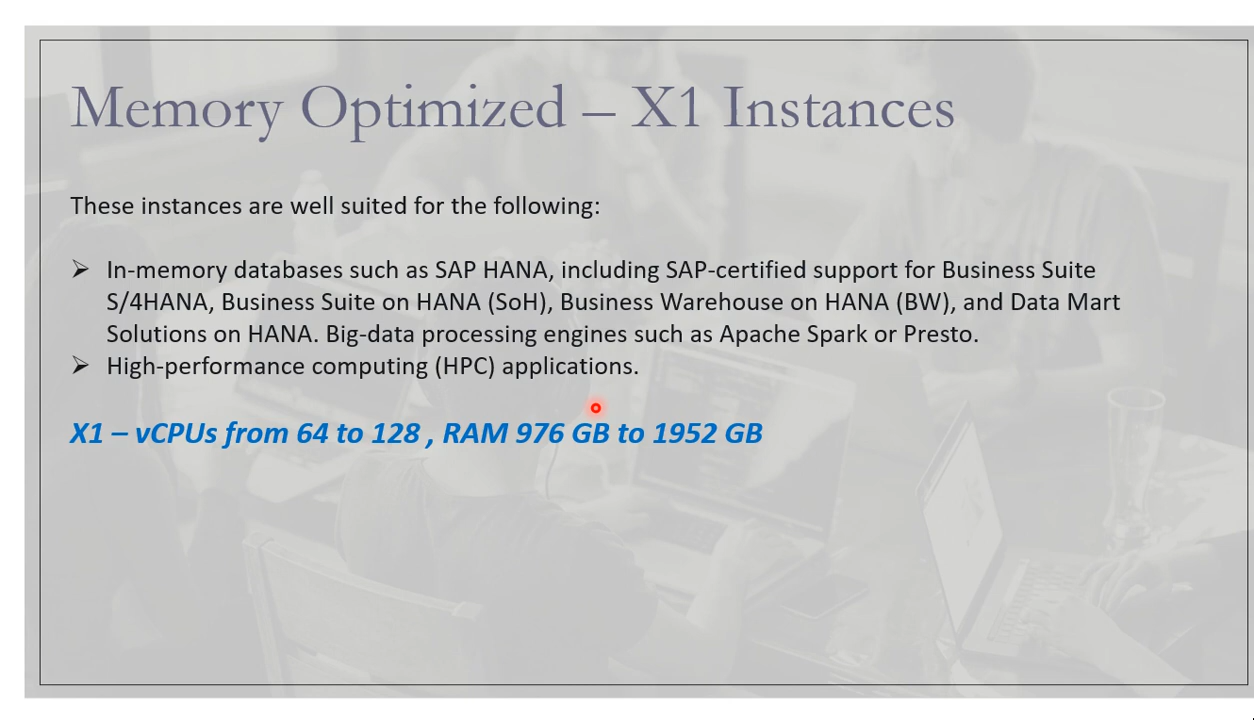 Memory Optimized – X1 Instances
These instances are well suited for the following:
➢ In-memory databases such as SAP HANA, including SAP-certified support for Business Suite
S/4HANA, Business Suite on HANA (SoH), Business Warehouse on HANA (BW), and Data Mart
Solutions on HANA. Big-data processing engines such as Apache Spark or Presto.
➢ High-performance computing (HPC) applications.
X1 – vCPUs from 64 to 128 , RAM 976 GB to 1952 GB